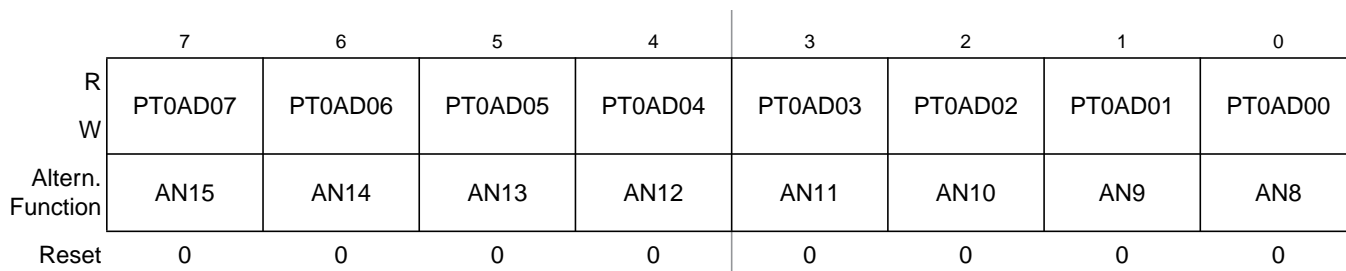 7 6 5 4 3 2 1 0
R
W
PT0AD07 PT0AD06 PT0AD05 PT0AD04 PT0AD03 PT0AD02 PT0AD01 PT0AD00
Altern.
Function
AN15 AN14 AN13 AN12 AN11 AN10 AN9 AN8
Reset 0 0 0 0 0 0 0 0